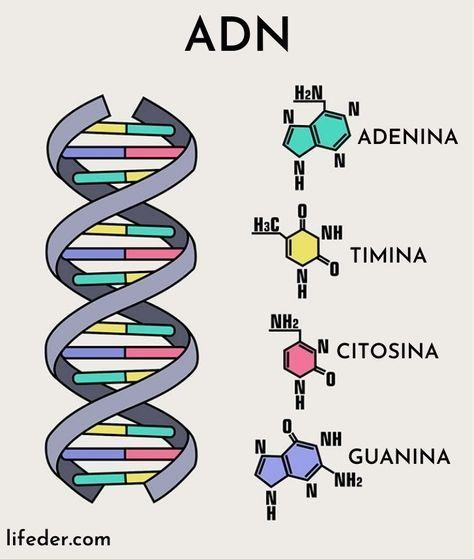 ADN
H₂N
N
N
ADENINA
N
N
H
O
H₃C
NH
TIMINA
O
N
H
NH₂
N
CITOSINA
O
N
H
O
N
NH
GUANINA
NH₂
N
N
H
lifeder.com